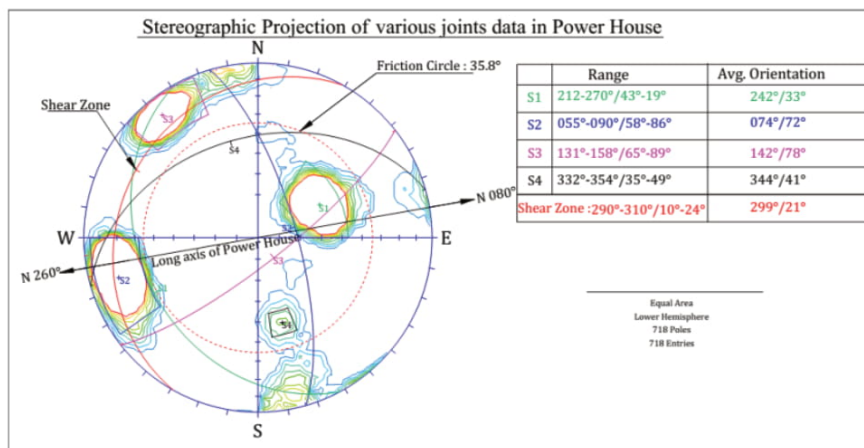 Stereographic Projection of various joints data in Power House
N
Friction Circle : 35.8°
Shear Zone
S3
S4
S1
S2
N 080°
W
E
Long axis of Power House
S3
N 260°
S2
S1
S4
S
Range Avg. Orientation
S1 212-270°/43°-19° 242°/33°
S2 055°-090°/58°-86° 074°/72°
S3 131°-158°/65°-89° 142°/78°
S4 332°-354°/35°-49° 344°/41°
Shear Zone :290°-310°/10°-24° 299°/21°
Equal Area
Lower Hemisphere
718 Poles
718 Entries